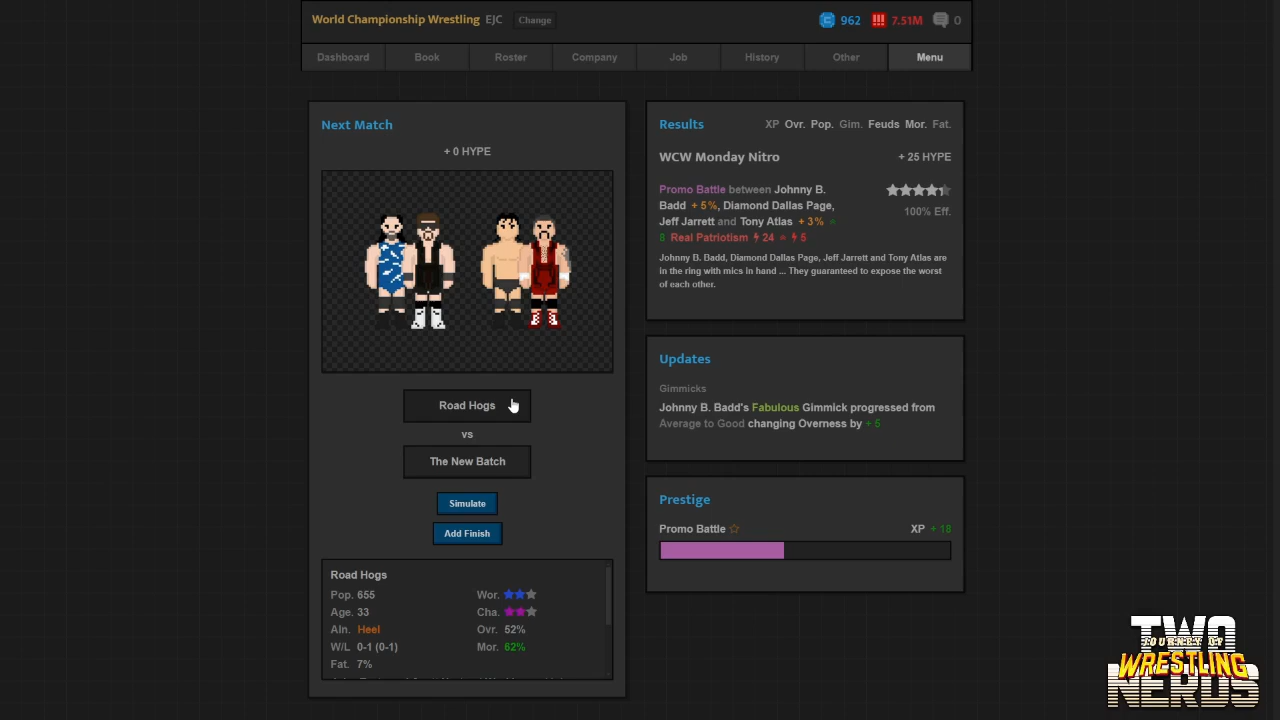 World Championship Wrestling EJC Change
962 7.51M 0
Dashboard Book Roster Company Job History Other Menu
Next Match
+ 0 HYPE
Road Hogs
vs
The New Batch
Simulate
Add Finish
Road Hogs
Pop. 655 Wor.
Age. 33 Cha.
Aln. Heel Ovr. 52%
W/L 0-1 (0-1) Mor. 62%
Fat. 7%
Results XP Ovr. Pop. Gim. Feuds Mor. Fat.
WCW Monday Nitro + 25 HYPE
Promo Battle between Johnny B.
Badd + 5%, Diamond Dallas Page,
Jeff Jarrett and Tony Atlas + 3%
8 Real Patriotism 24 5
100% Eff.
Johnny B. Badd, Diamond Dallas Page, Jeff Jarrett and Tony Atlas are
in the ring with mics in hand ... They guaranteed to expose the worst
of each other.
Updates
Gimmicks
Johnny B. Badd's Fabulous Gimmick progressed from
Average to Good changing Overness by + 5
Prestige
Promo Battle XP + 18
TWO
JOURNEY OF
WRESTLING
NERDS